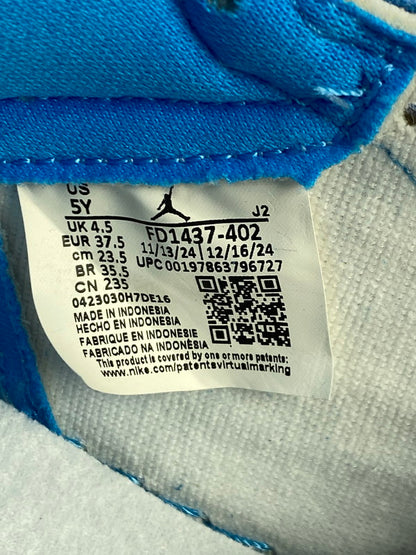 US
5Y
J2
UK 4.5
FD1437-402
EUR 37.5
11/13/24 | 12/16/24
cm 23.5
UPC 00197863796727
BR 35.5
CN 235
0423030H7DE16
MADE IN INDONESIA
HECHO EN INDONESIA
FABRIQUE EN INDONÉSIE
FABRICADO NA INDONÉSIA
This product is covered by one or more patents:
www.nike.com/patentsvirtualmarking